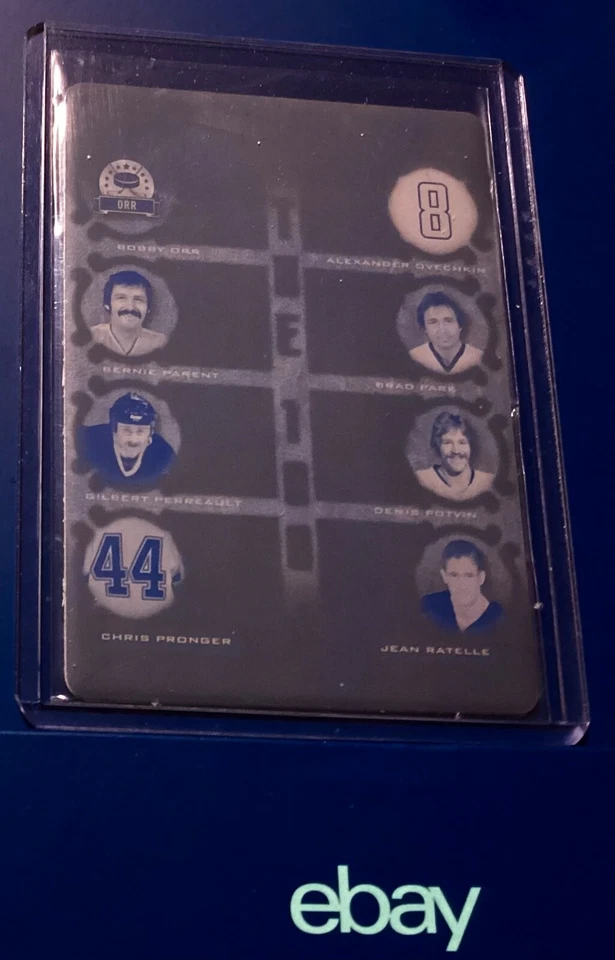 ORR
8
BOBBY ORR
ALEXANDER OVECHKIN
BERNIE PARENT
BRAD PARK
GILBERT PERREAULT
DENIS POTVIN
44
CHRIS PRONGER
JEAN RATELLE
ebay